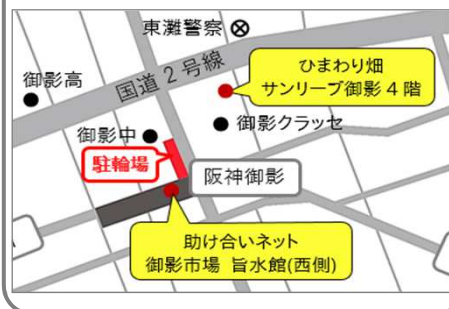 東灘警察
ひまわり畑
サンリーブ御影4階
国道2号線
御影高
御影クラッセ
御影中
駐輪場
阪神御影
助け合いネット
御影市場 旨水館(西側)